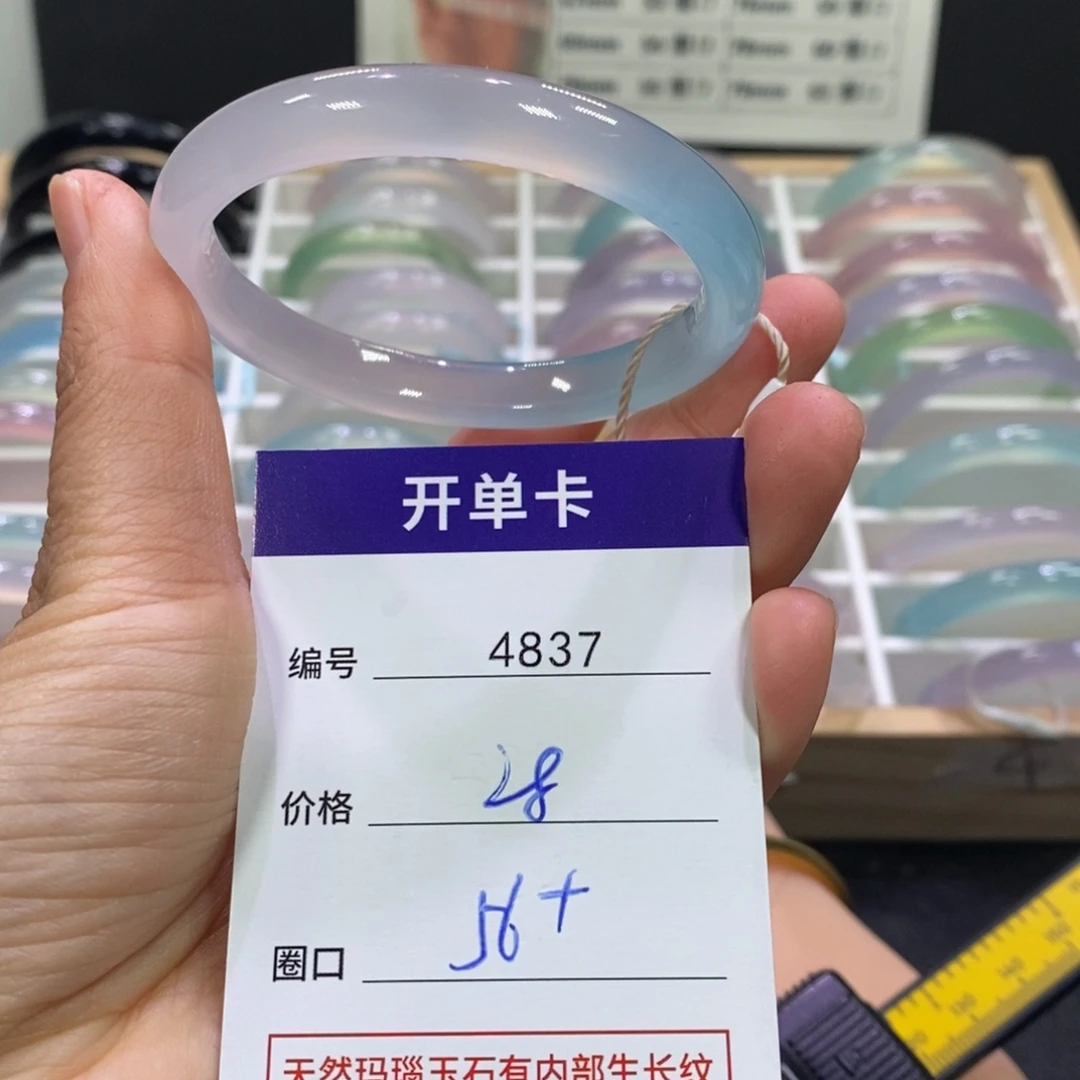 开单卡
编号 4837
价格 28
圈口 56+
天然玛瑙玉石有内部生长纹